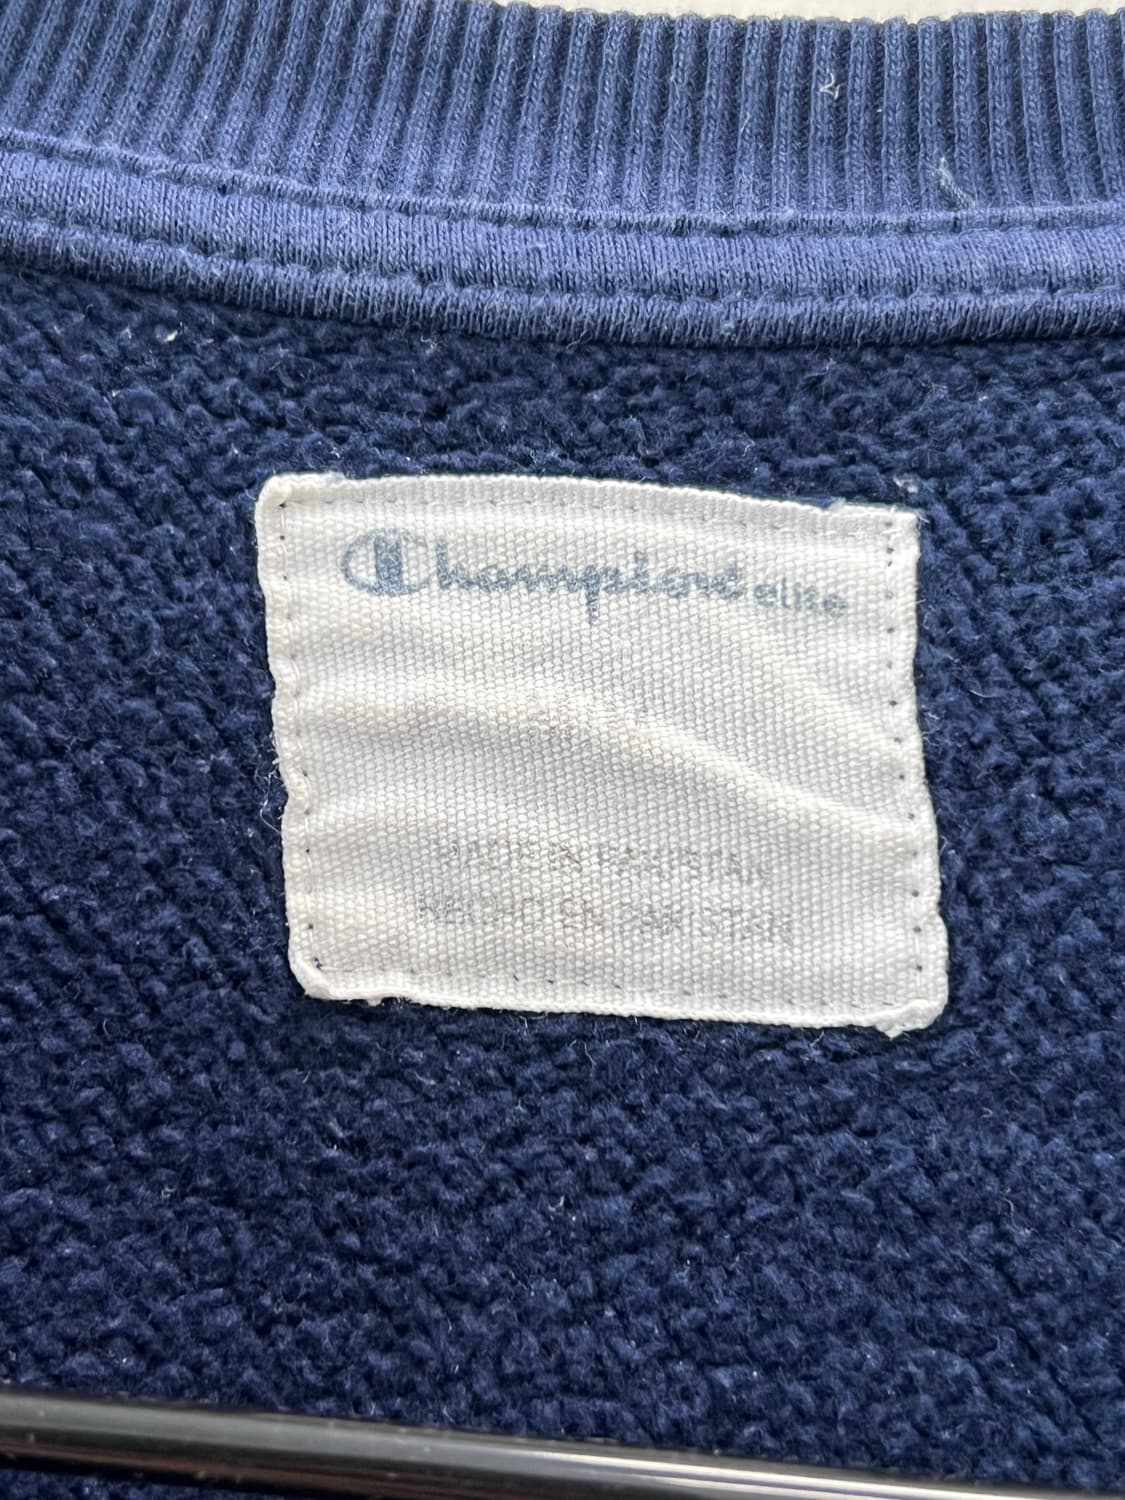 Champion elite
MADE IN PAKISTAN
HECHO EN PAKISTAN